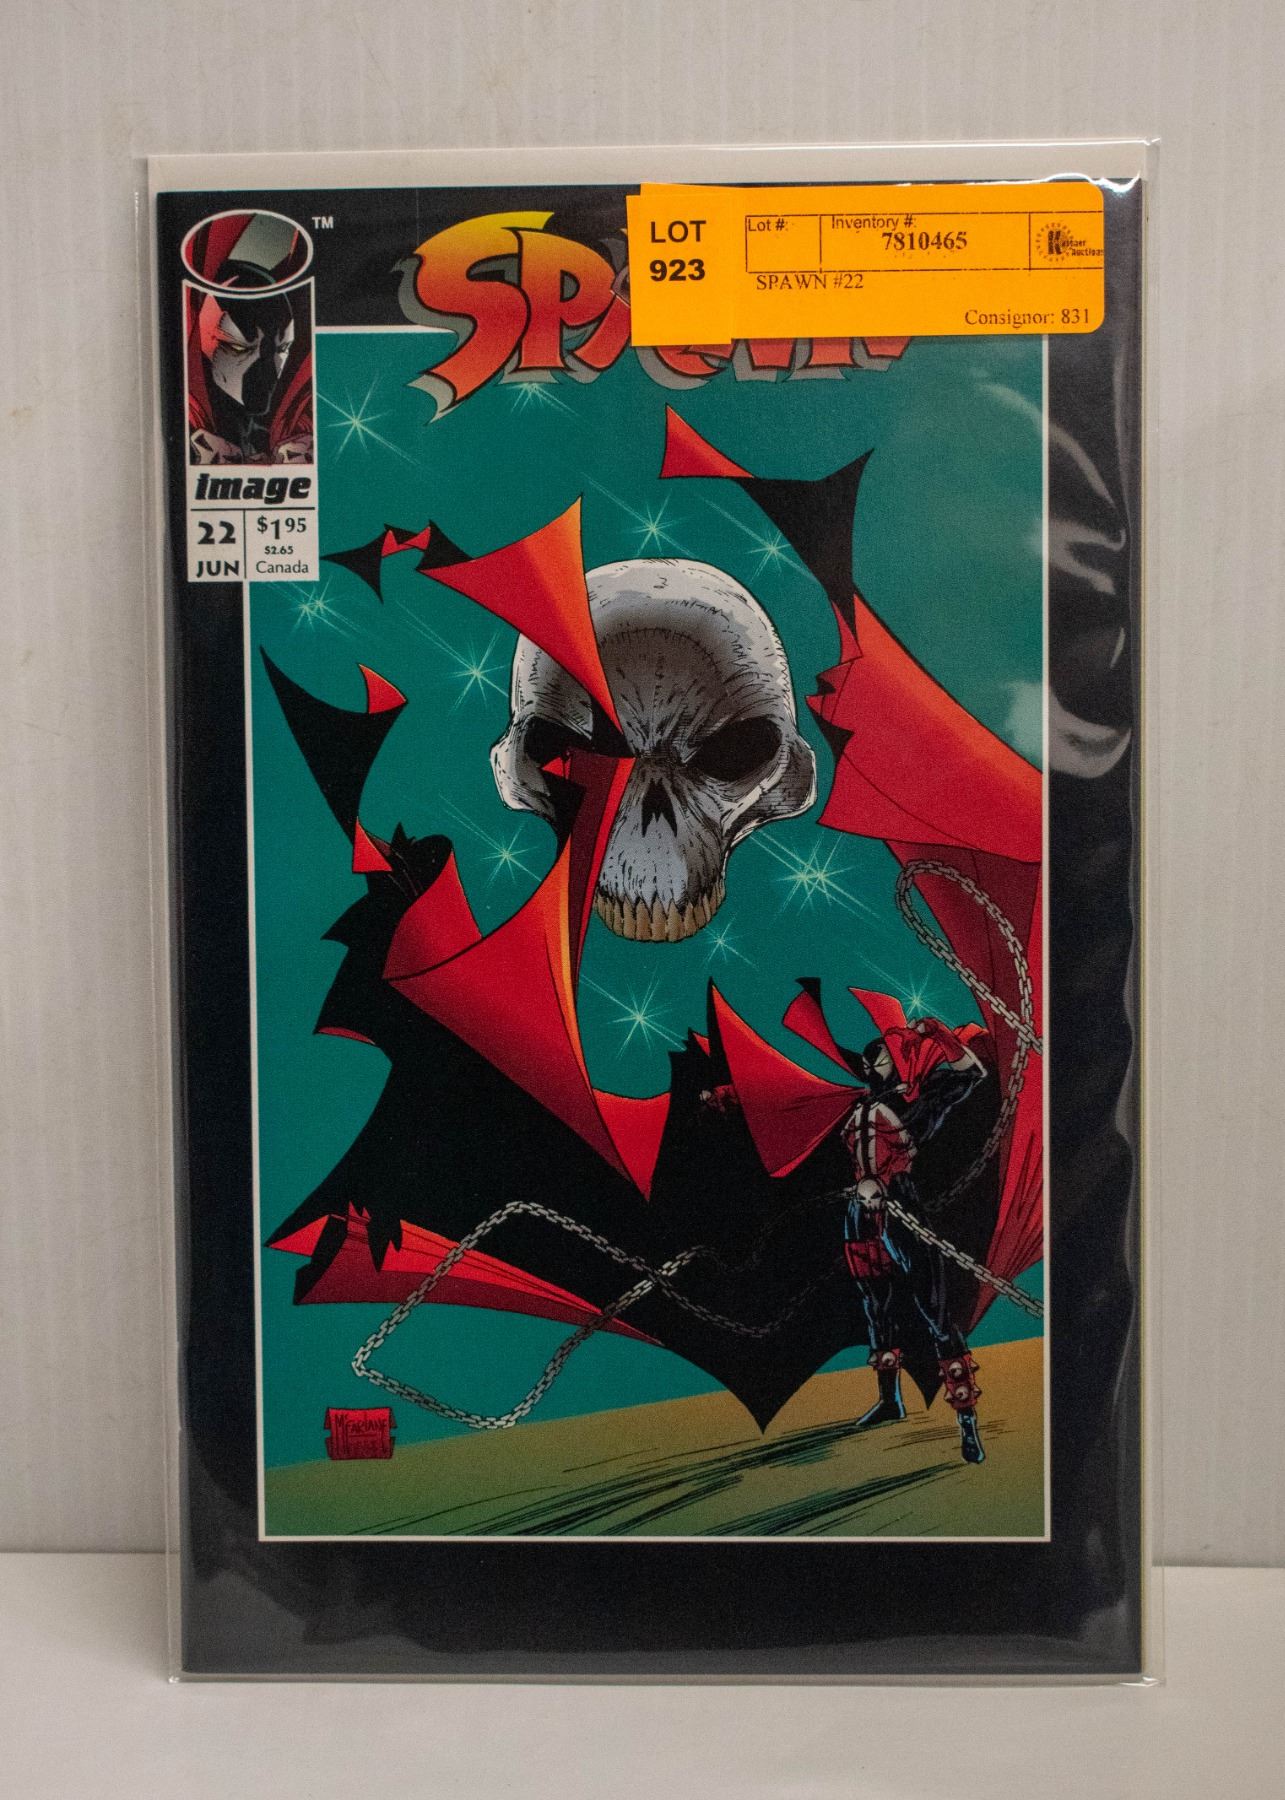 TM
SPAWN
LOT
923
Lot #:
Inventory #:
7810465
SPAWN #22
Consignor: 831
image
22
$1.95
$2.65
JUN
Canada
McFARLANE